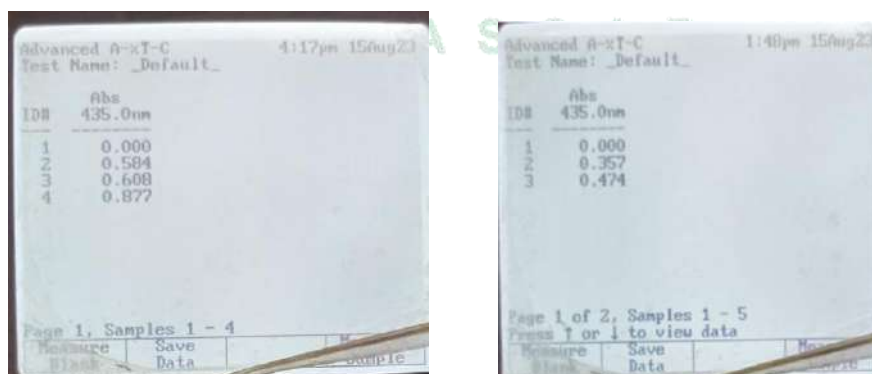 Advanced A-%T-C 4:17pm 15Aug23
Test Name: _Default_
Abs
ID# 435.0nm
1 0.000
2 0.584
3 0.608
4 0.877
Page 1, Samples 1 - 4
Measure Save
Blank Data Sample
Advanced A-%T-C 1:48pm 15Aug23
Test Name: _Default_
Abs
ID# 435.0nm
1 0.000
2 0.357
3 0.474
Page 1 of 2, Samples 1 - 5
Press ↑ or ↓ to view data
Measure Save
Blank Data